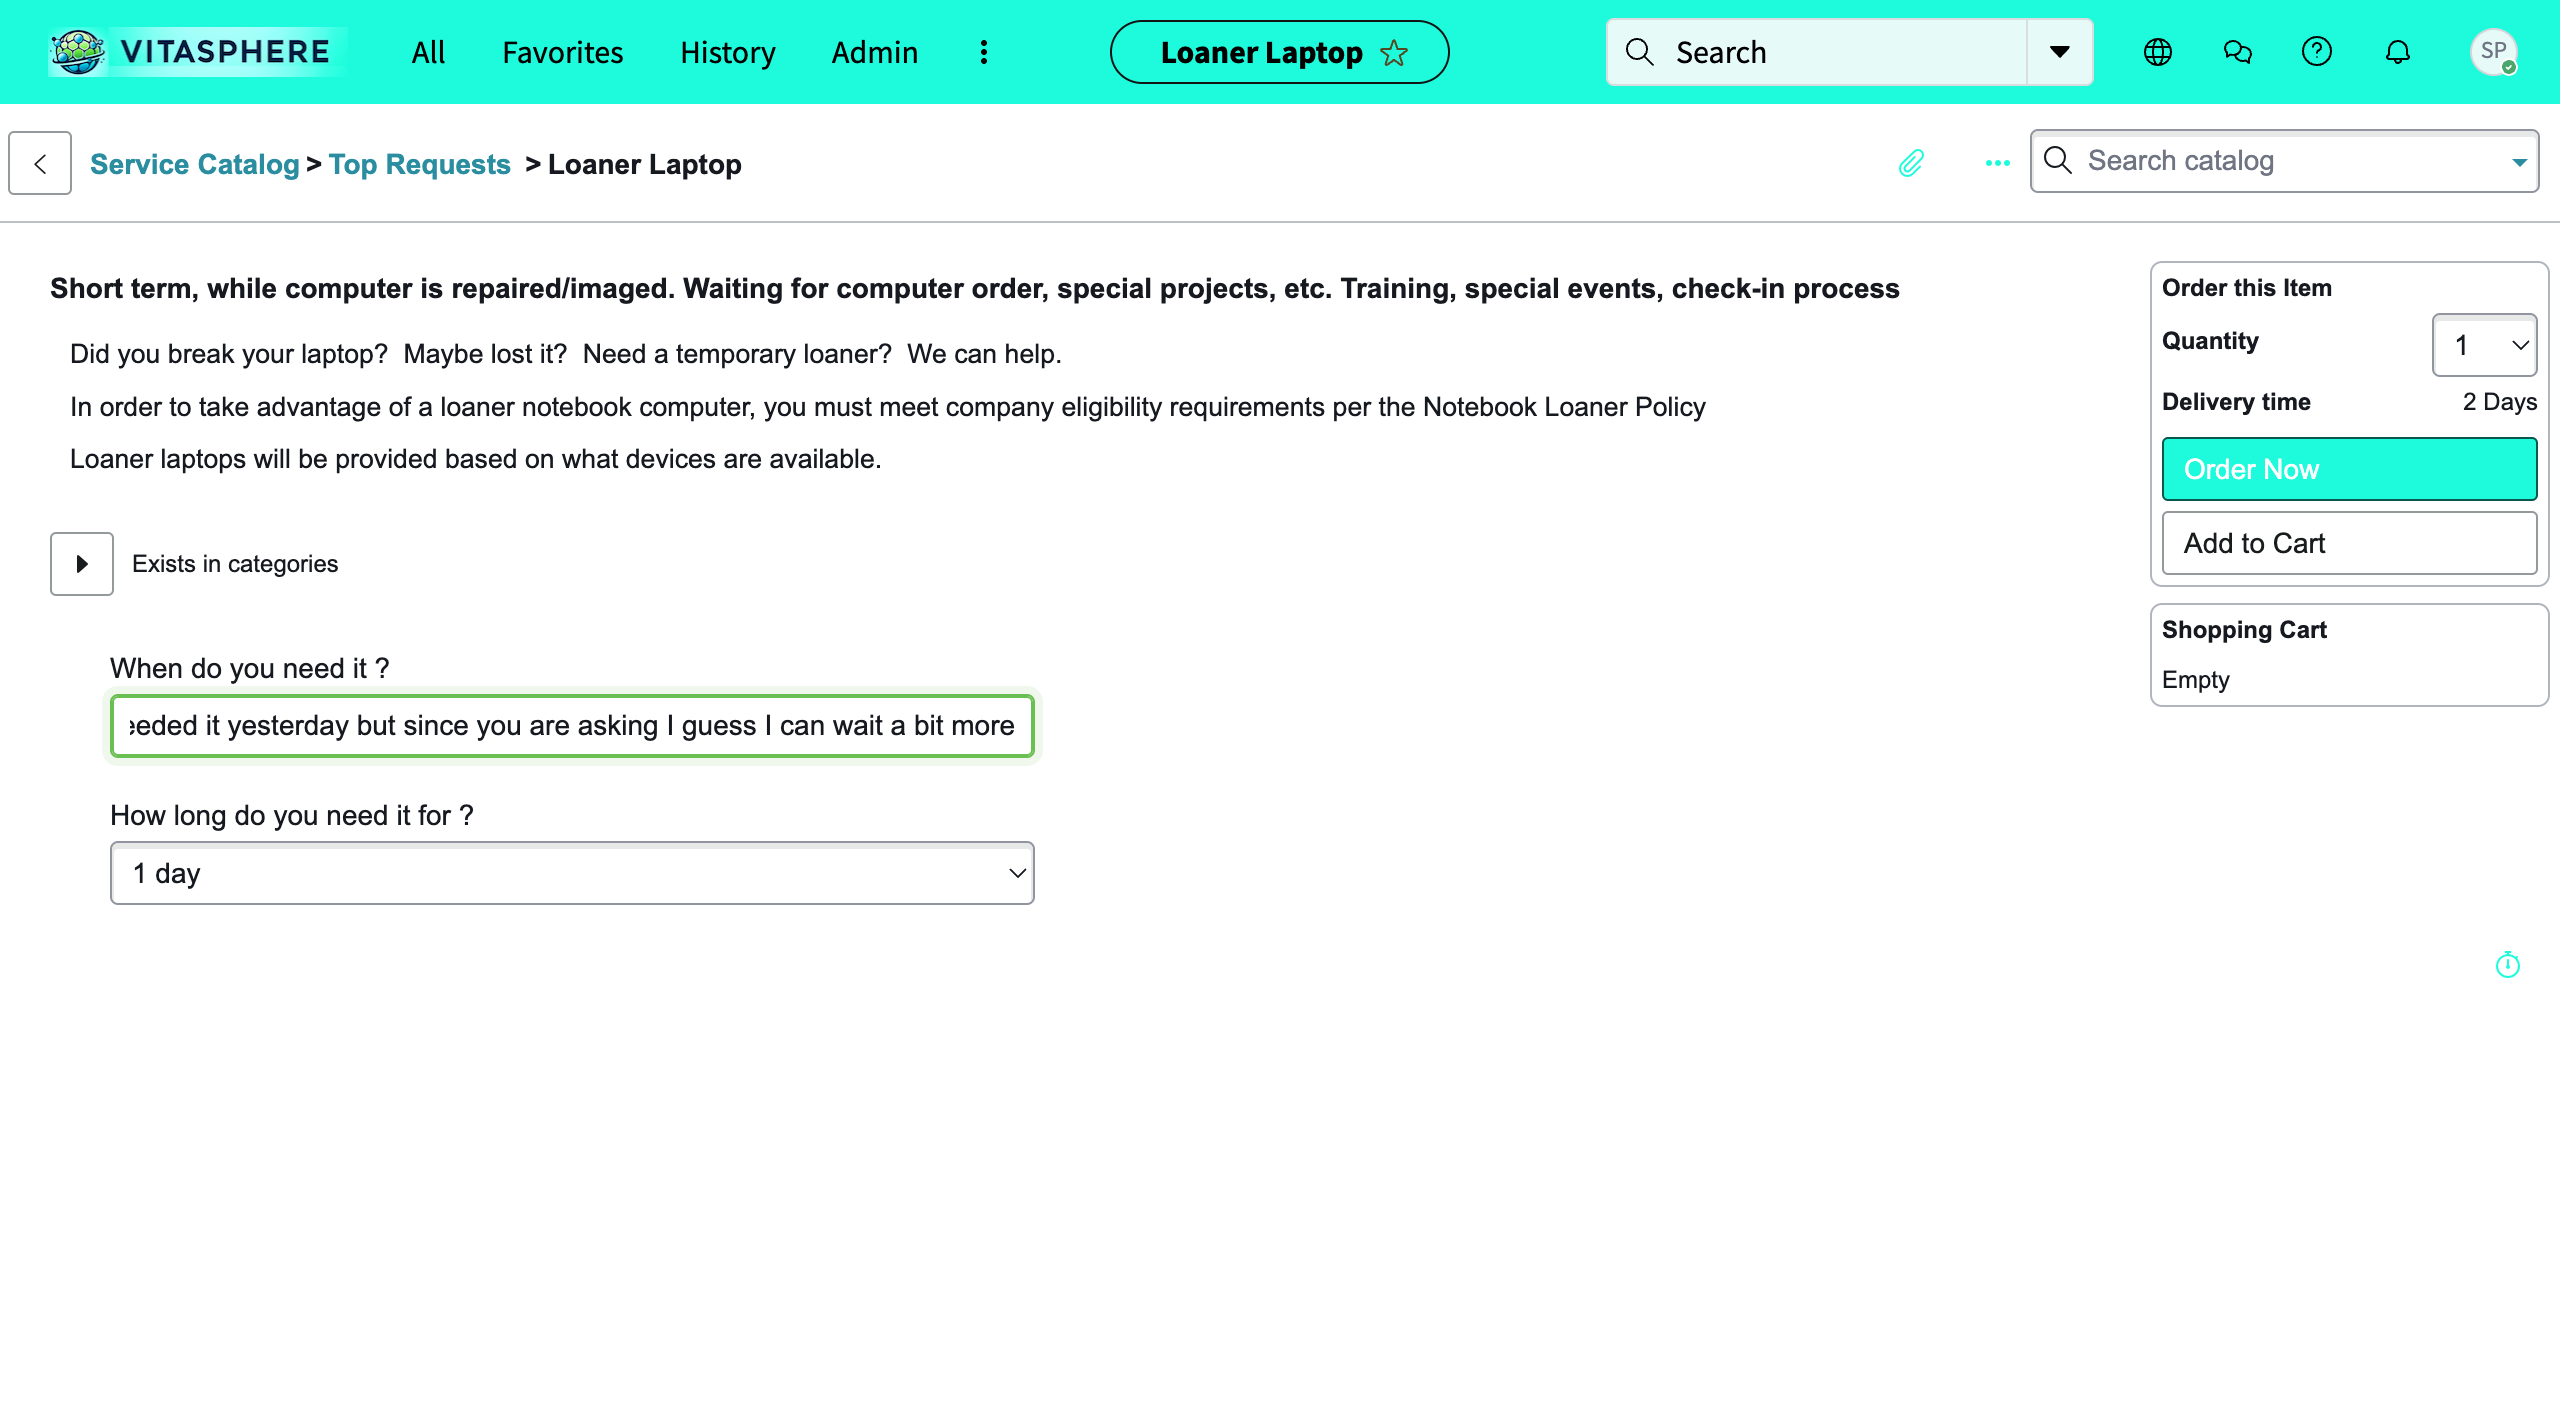 VITASPHERE
All
Favorites
History
Admin
Loaner Laptop
Search
SP
Service Catalog > Top Requests > Loaner Laptop
Search catalog
Short term, while computer is repaired/imaged. Waiting for computer order, special projects, etc. Training, special events, check-in process
Did you break your laptop? Maybe lost it? Need a temporary loaner? We can help.
In order to take advantage of a loaner notebook computer, you must meet company eligibility requirements per the Notebook Loaner Policy
Loaner laptops will be provided based on what devices are available.
Exists in categories
When do you need it ?
it yesterday but since you are asking I guess I can wait a bit more
How long do you need it for ?
1 day
Order this Item
Quantity
1
Delivery time
2 Days
Order Now
Add to Cart
Shopping Cart
Empty